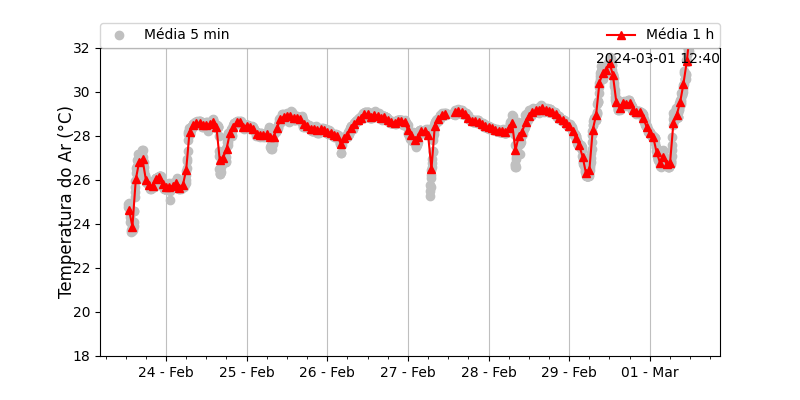 Média 5 min
Média 1 h
2024-03-01 12:40
Temperatura do Ar (°C)
32
30
28
26
24
22
20
18
24 - Feb
25 - Feb
26 - Feb
27 - Feb
28 - Feb
29 - Feb
01 - Mar